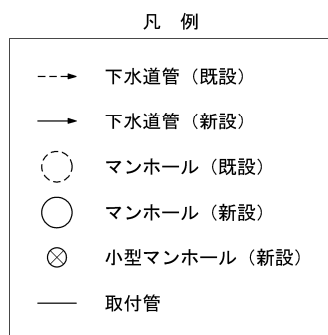 凡 例
下水道管（既設）
下水道管（新設）
マンホール（既設）
マンホール（新設）
小型マンホール（新設）
取付管